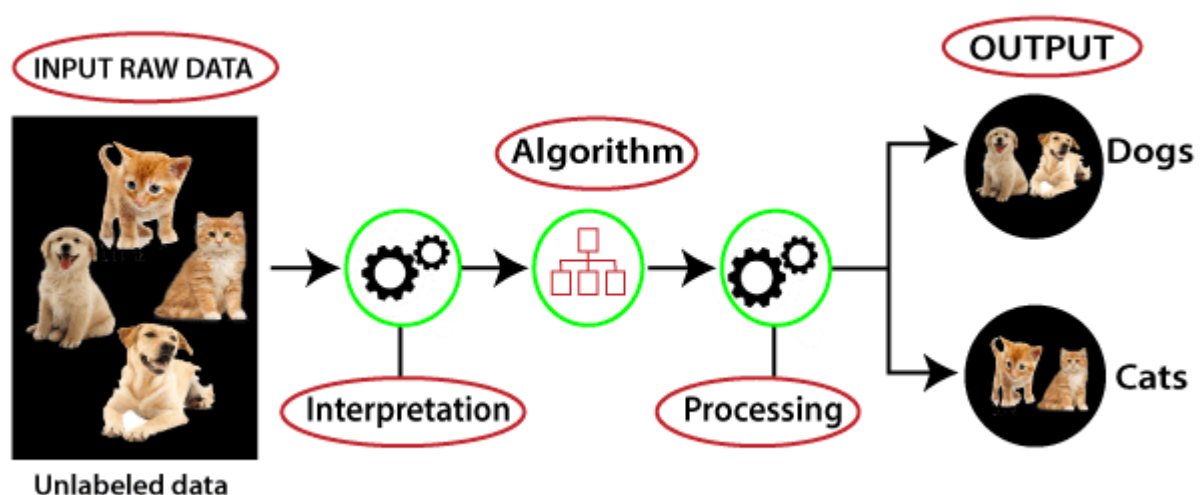 INPUT RAW DATA
Unlabeled data
Interpretation
Algorithm
Processing
OUTPUT
Dogs
Cats